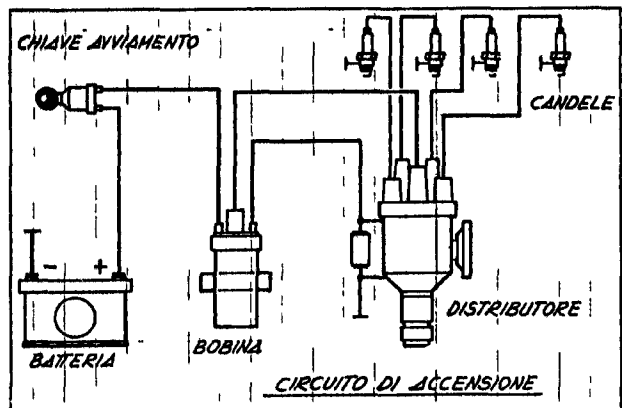 CHIAVE AVVIAMENTO
CANDELE
- +
DISTRIBUTORE
BOBINA
BATTERIA
CIRCUITO DI ACCENSIONE